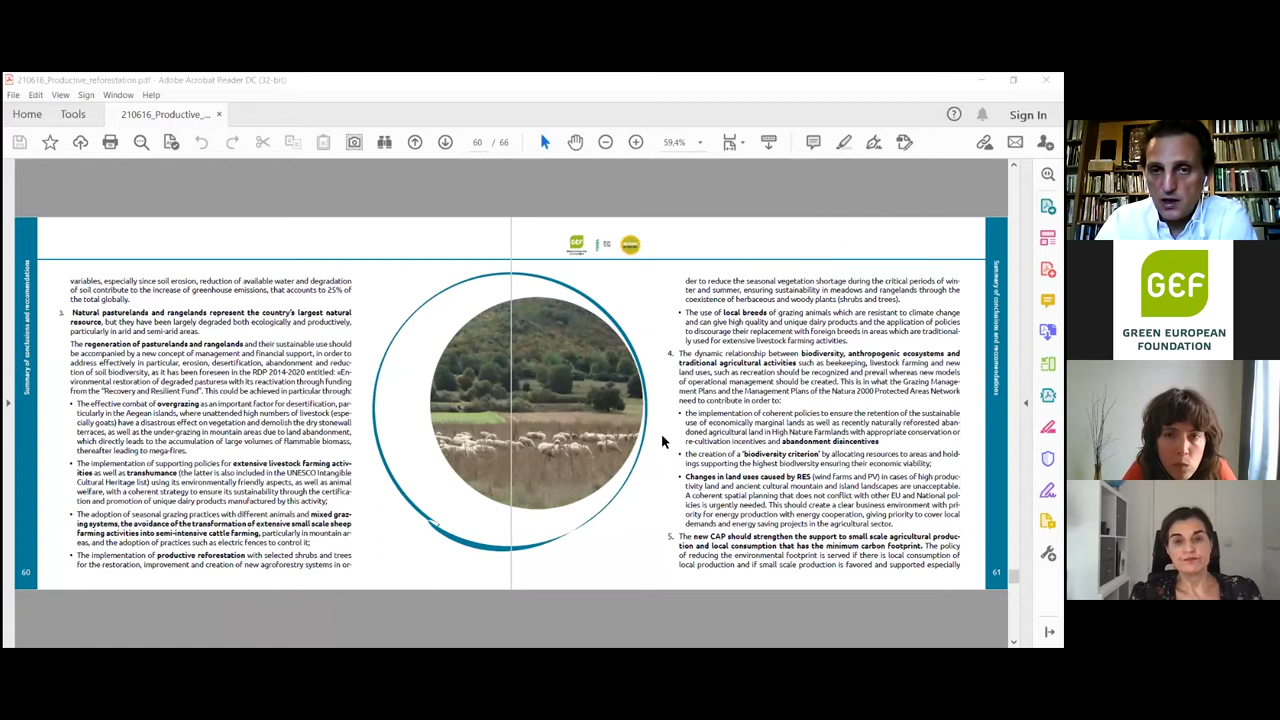 210616_Productive_reforestation.pdf - Adobe Acrobat Reader DC (32-bit)
File Edit View Sign Window Help
Home Tools 210616_Productive_... × Sign In
60 / 66 59,4%
Summary of conclusions and reccomendations
variables, especially since soil erosion, reduction of available water and degradation
of soil contribute to the increase of greenhouse emissions, that accounts to 25% of
the total globally.
3. Natural pasturelands and rangelands represent the country's largest natural
resource, but they have been largely degraded both ecologically and productively,
particularly in arid and semi-arid areas.
The regeneration of pasturelands and rangelands and their sustainable use should
be accompanied by a new concept of management and financial support, in order to
address effectively in particular, erosion, desertification, abandonment and reduc-
tion of soil biodiversity, as it has been foreseen in the RDP 2014-2020 entitled: «En-
vironmental restoration of degraded pastures» with its reactivation through funding
from the "Recovery and Resilient Fund". This could be achieved in particular through:
• The effective combat of overgrazing as an important factor for desertification, par-
ticularly in the Aegean islands, where unattended high numbers of livestock (espe-
cially goats) have a disastrous effect on vegetation and demolish the dry stonewall
terraces, as well as the under-grazing in mountain areas due to land abandonment,
which directly leads to the accumulation of large volumes of flammable biomass,
thereafter leading to mega-fires.
• The implementation of supporting policies for extensive livestock farming activ-
ities as well as transhumance (the latter is also included in the UNESCO Intangible
Cultural Heritage list) using its environmentally friendly aspects, as well as animal
welfare, with a coherent strategy to ensure its sustainability through the certifica-
tion and promotion of unique dairy products manufactured by this activity;
• The adoption of seasonal grazing practices with different animals and mixed graz-
ing systems, the avoidance of the transformation of extensive small scale sheep
farming activities into semi-intensive cattle farming, particularly in mountain ar-
eas, and the adoption of practices such as electric fences to control it;
• The implementation of productive reforestation with selected shrubs and trees
for the restoration, improvement and creation of new agroforestry systems in or-
60
GEF
der to reduce the seasonal vegetation shortage during the critical periods of win-
ter and summer, ensuring sustainability in meadows and rangelands through the
coexistence of herbaceous and woody plants (shrubs and trees).
• The use of local breeds of grazing animals which are resistant to climate change
and can give high quality and unique dairy products and the application of policies
to discourage their replacement with foreign breeds in areas which are traditional-
ly used for extensive livestock farming activities.
4. The dynamic relationship between biodiversity, anthropogenic ecosystems and
traditional agricultural activities such as beekeeping, livestock farming and new
land uses, such as recreation should be recognized and prevail whereas new models
of operational management should be created. This is in what the Grazing Manage-
ment Plans and the Management Plans of the Natura 2000 Protected Areas Network
need to contribute in order to:
• the implementation of coherent policies to ensure the retention of the sustainable
use of economically marginal lands as well as recently naturally reforested aban-
doned agricultural land in High Nature Farmlands with appropriate conservation or
re-cultivation incentives and abandonment disincentives
• the creation of a 'biodiversity criterion' by allocating resources to areas and hold-
ings supporting the highest biodiversity ensuring their economic viability;
• Changes in land uses caused by RES (wind farms and PV) in cases of high produc-
tivity land and ancient cultural mountain and island landscapes are unacceptable.
A coherent spatial planning that does not conflict with other EU and National pol-
icies is urgently needed. This should create a clear business environment with pri-
ority for energy production with energy cooperation, giving priority to cover local
demands and energy saving projects in the agricultural sector.
5. The new CAP should strengthen the support to small scale agricultural produc-
tion and local consumption that has the minimum carbon footprint. The policy
of reducing the environmental footprint is served if there is local consumption of
local production and if small scale production is favored and supported especially
Summary of conclusions and reccomendations
61
GEF
GREEN EUROPEAN
FOUNDATION